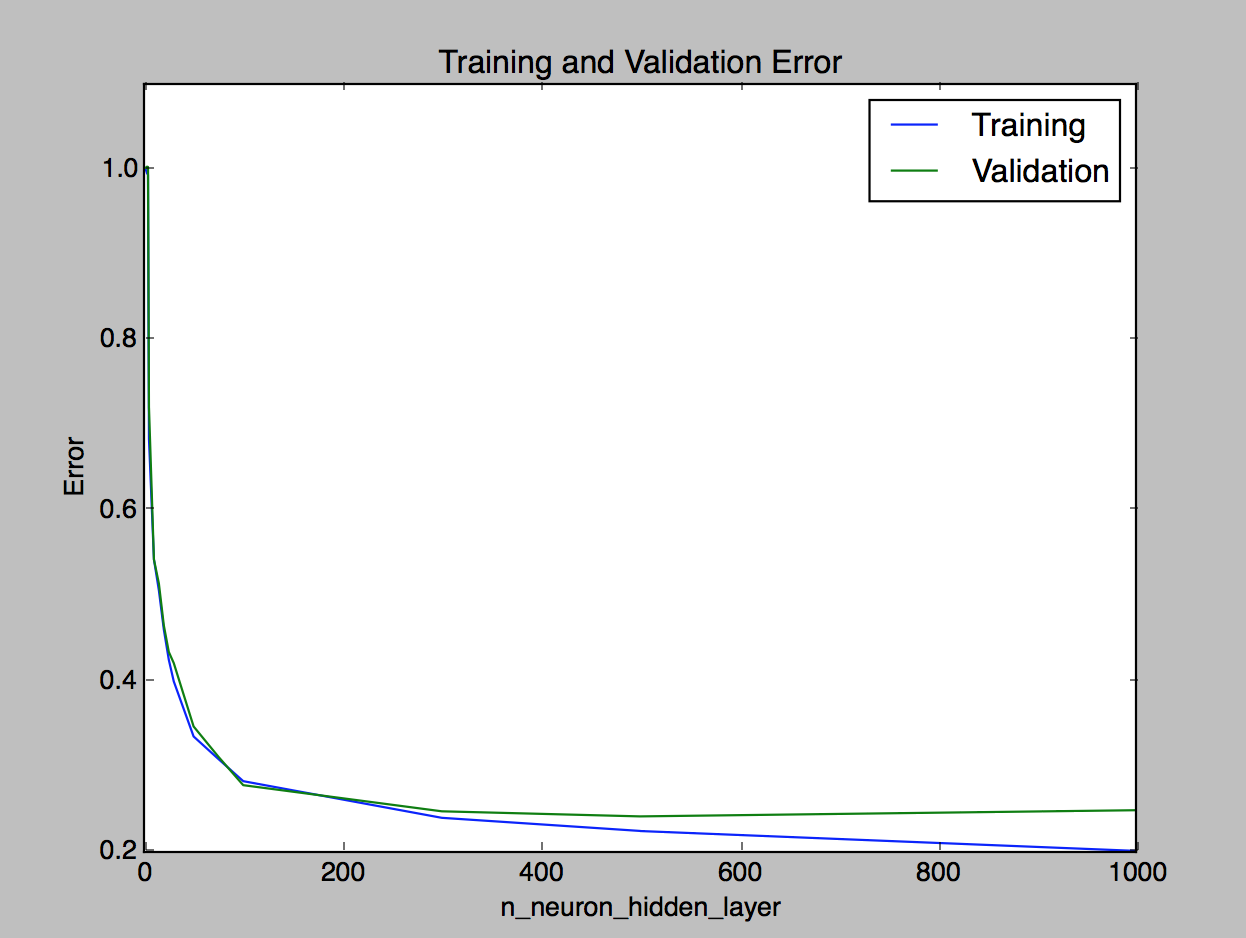 Training and Validation Error
Training
Validation
1.0
0.8
0.6
0.4
0.2
Error
0 200 400 600 800 1000
n_neuron_hidden_layer